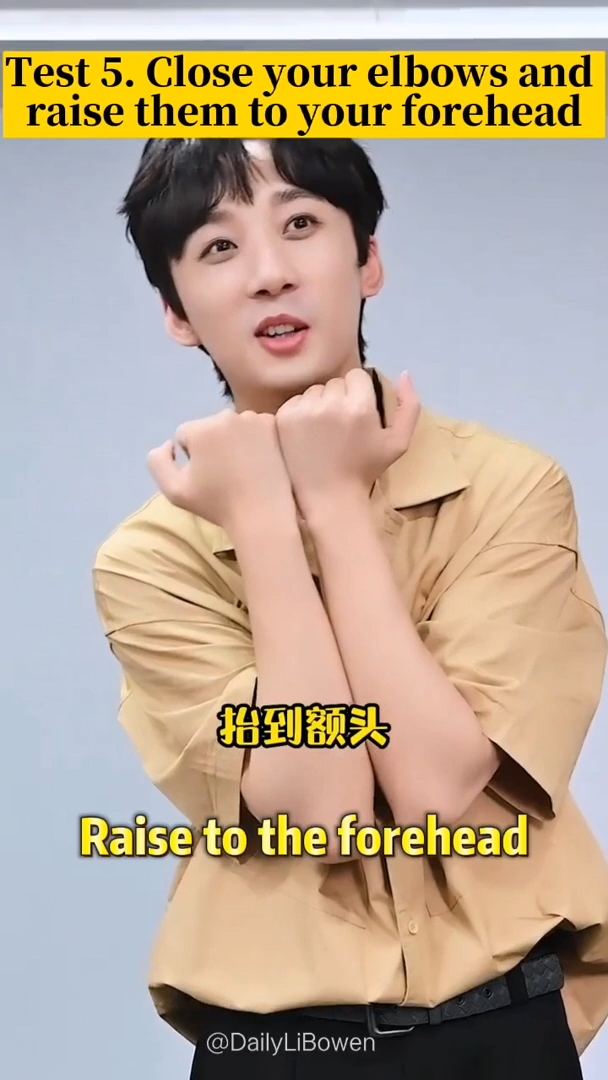 Test 5. Close your elbows and
raise them to your forehead
抬到额头
Raise to the forehead
@DailyLiBowen